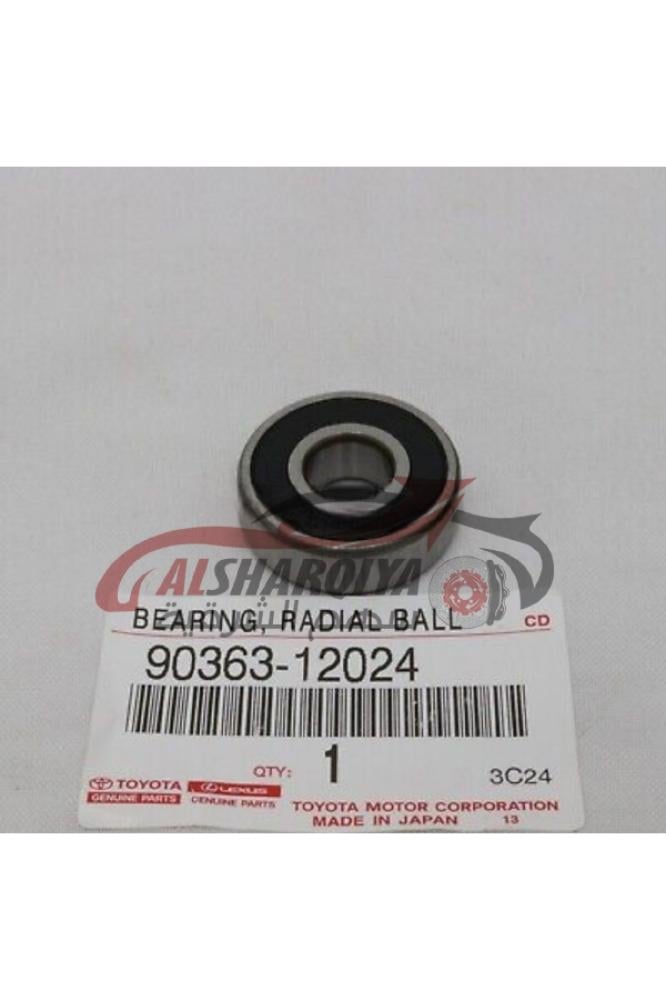 ALSHARQIYA
الشرقية
BEARING, RADIAL BALL CD
90363-12024
QTY: 1 3C24
TOYOTA LEXUS
GENUINE PARTS GENUINE PARTS
TOYOTA MOTOR CORPORATION
MADE IN JAPAN 13